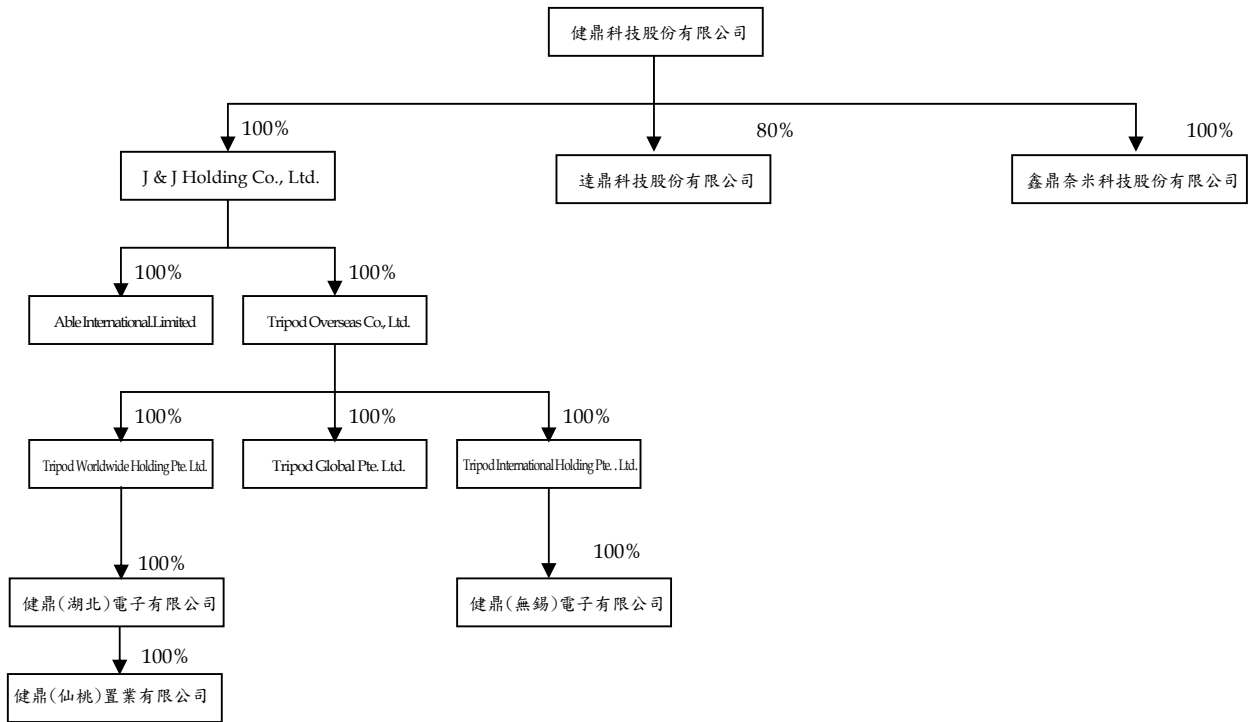 健鼎科技股份有限公司
100%
80%
100%
J & J Holding Co., Ltd.
達鼎科技股份有限公司
鑫鼎奈米科技股份有限公司
100%
100%
Able International.Limited
Tripod Overseas Co., Ltd.
100%
100%
100%
Tripod Worldwide Holding Pte. Ltd.
Tripod Global Pte. Ltd.
Tripod International Holding Pte. . Ltd.
100%
100%
健鼎(湖北)電子有限公司
健鼎(無錫)電子有限公司
100%
健鼎(仙桃)置業有限公司